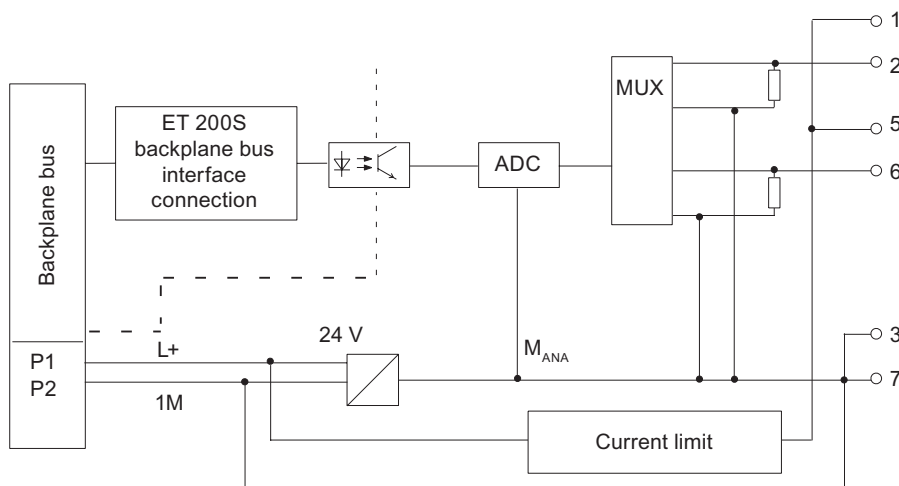 1
2
MUX
5
ET 200S
backplane bus
interface
connection
ADC
6
Backplane bus
24 V
3
L+
MANA
P1
7
P2
1M
Current limit